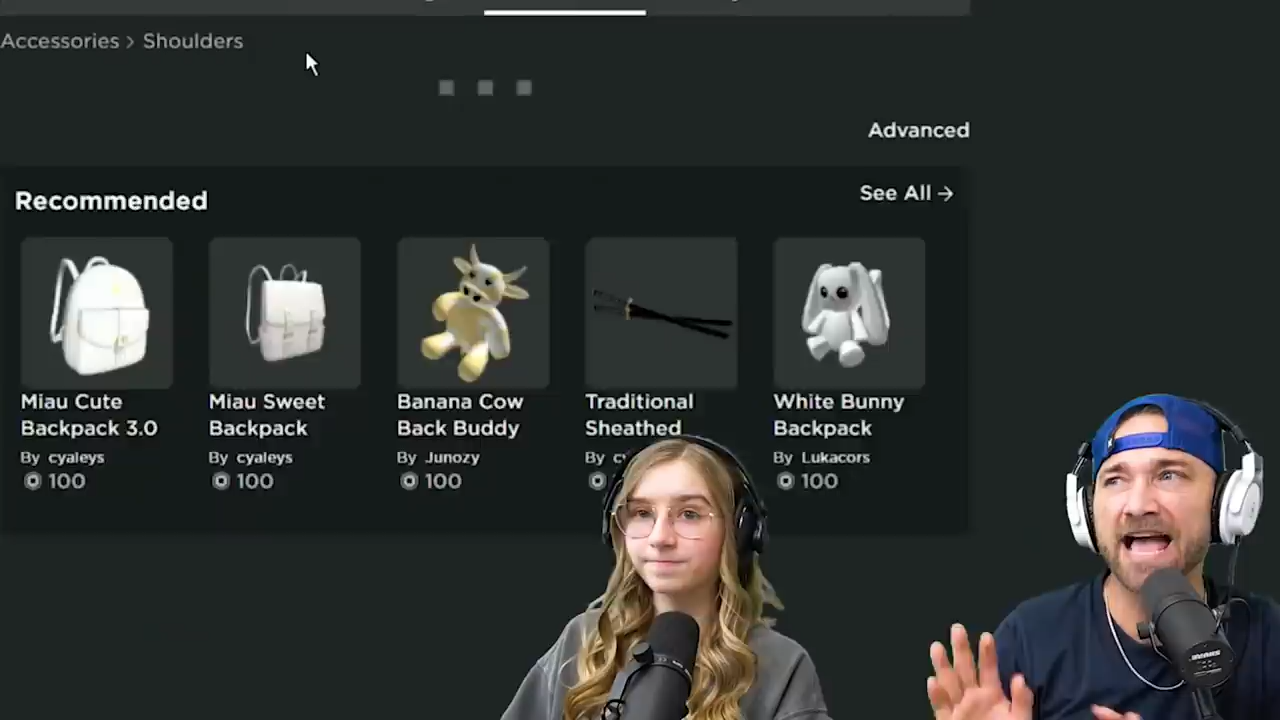 Accessories > Shoulders
Advanced
Recommended
See All →
Miau Cute
Backpack 3.0
By cyaleys
100
Miau Sweet
Backpack
By cyaleys
100
Banana Cow
Back Buddy
By Junozy
100
Traditional
Sheathed
By
White Bunny
Backpack
By Lukacors
100